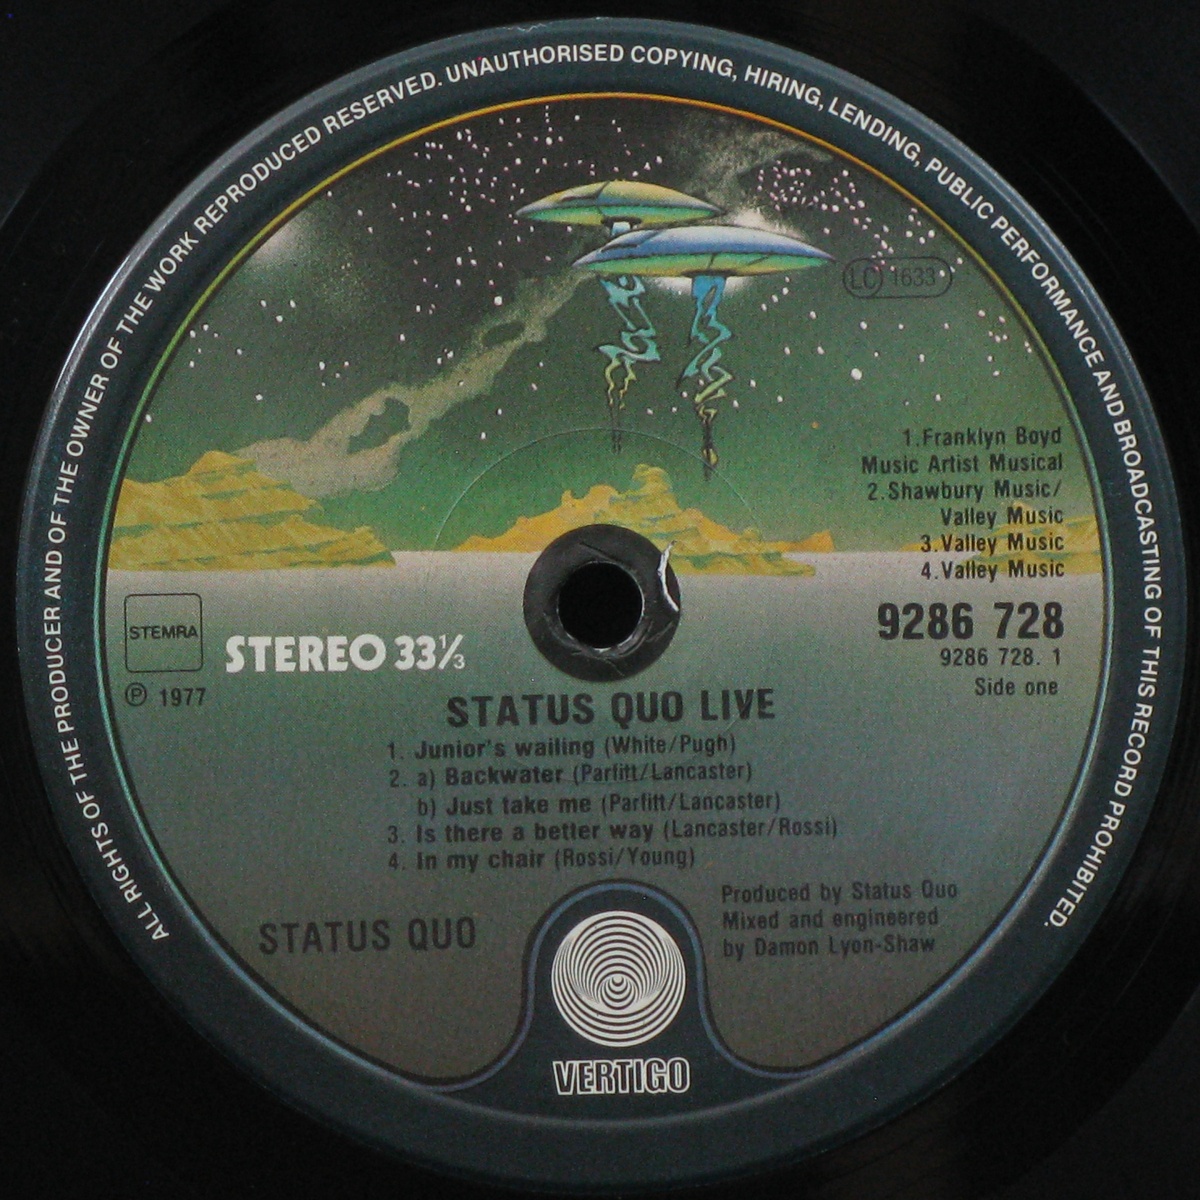 ALL RIGHTS OF THE PRODUCER AND OF THE OWNER OF THE WORK REPRODUCED RESERVED. UNAUTHORISED COPYING, HIRING, LENDING, PUBLIC PERFORMANCE AND BROADCASTING OF THIS RECORD PROHIBITED.
LC 1633
1.Franklyn Boyd
Music Artist Musical
2.Shawbury Music/
Valley Music
3.Valley Music
4.Valley Music
STEMRA
STEREO 33⅓
℗ 1977
9286 728
9286 728. 1
Side one
STATUS QUO LIVE
1. Junior's wailing (White/Pugh)
2. a) Backwater (Parfitt/Lancaster)
b) Just take me (Parfitt/Lancaster)
3. Is there a better way (Lancaster/Rossi)
4. In my chair (Rossi/Young)
STATUS QUO
Produced by Status Quo
Mixed and engineered
by Damon Lyon-Shaw
VERTIGO